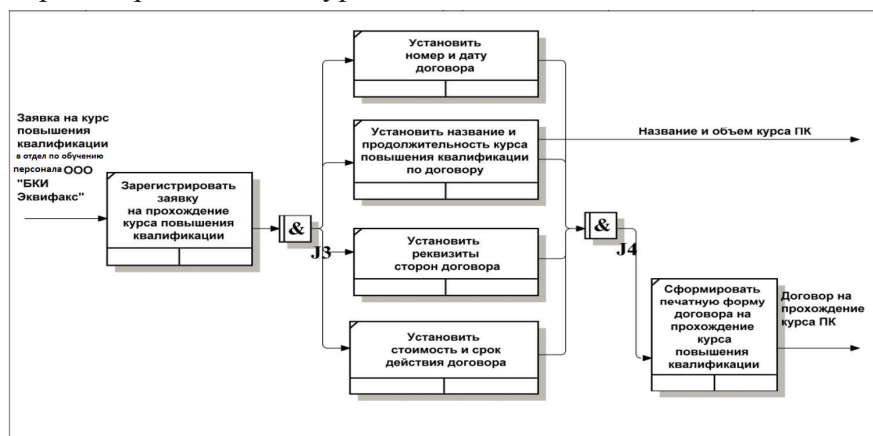 Установить
номер и дату
договора
Заявка на курс
повышения
квалификации
в отдел по обучению
персонала ООО
"БКИ
Эквифакс"
Установить название и
продолжительность курса
повышения квалификации
по договору
Название и объем курса ПК
Зарегистрировать
заявку
на прохождение
курса повышения
квалификации
&
J3
&
J4
Установить
реквизиты
сторон договора
Сформировать
печатную форму
договора на
прохождение
курса
повышения
квалификации
Договор на
прохождение
курса ПК
Установить
стоимость и срок
действия договора